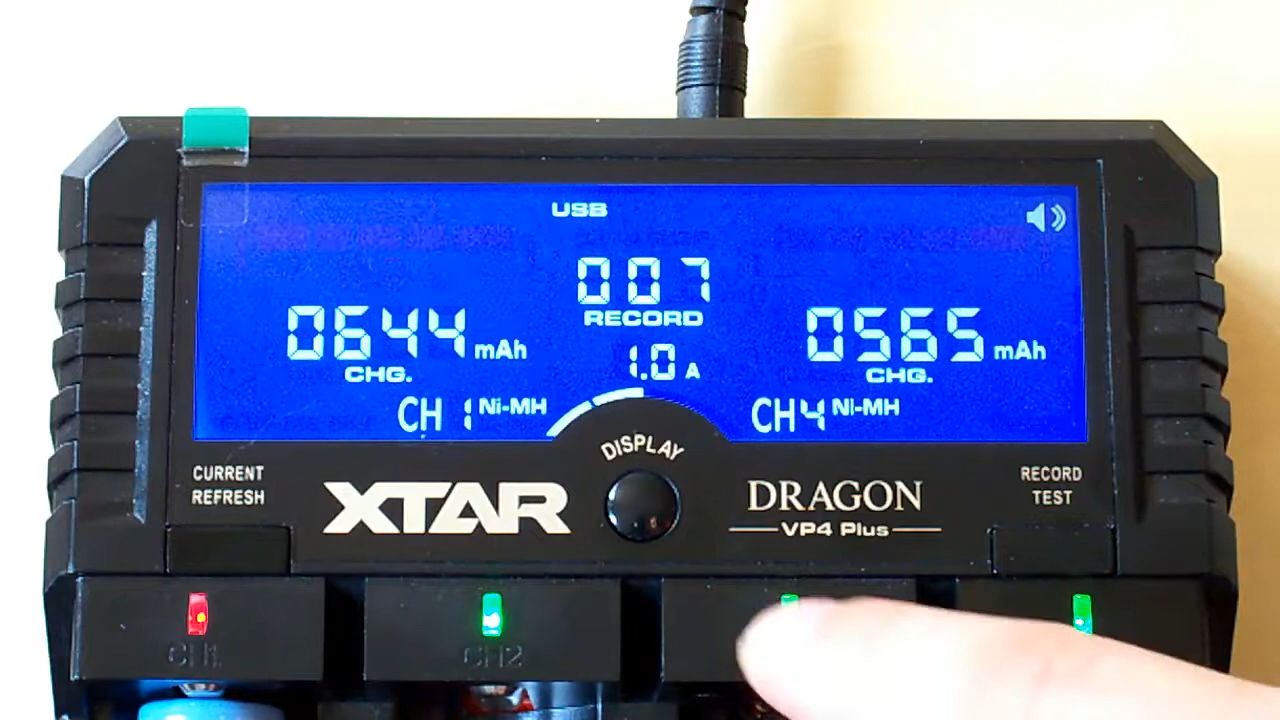 USB
007
RECORD
0644 mAh
CHG.
0565 mAh
CHG.
1.0 A
CH 1 Ni-MH
CH4 Ni-MH
DISPLAY
CURRENT
REFRESH
RECORD
TEST
XTAR
DRAGON
VP4 Plus
CH1
CH2